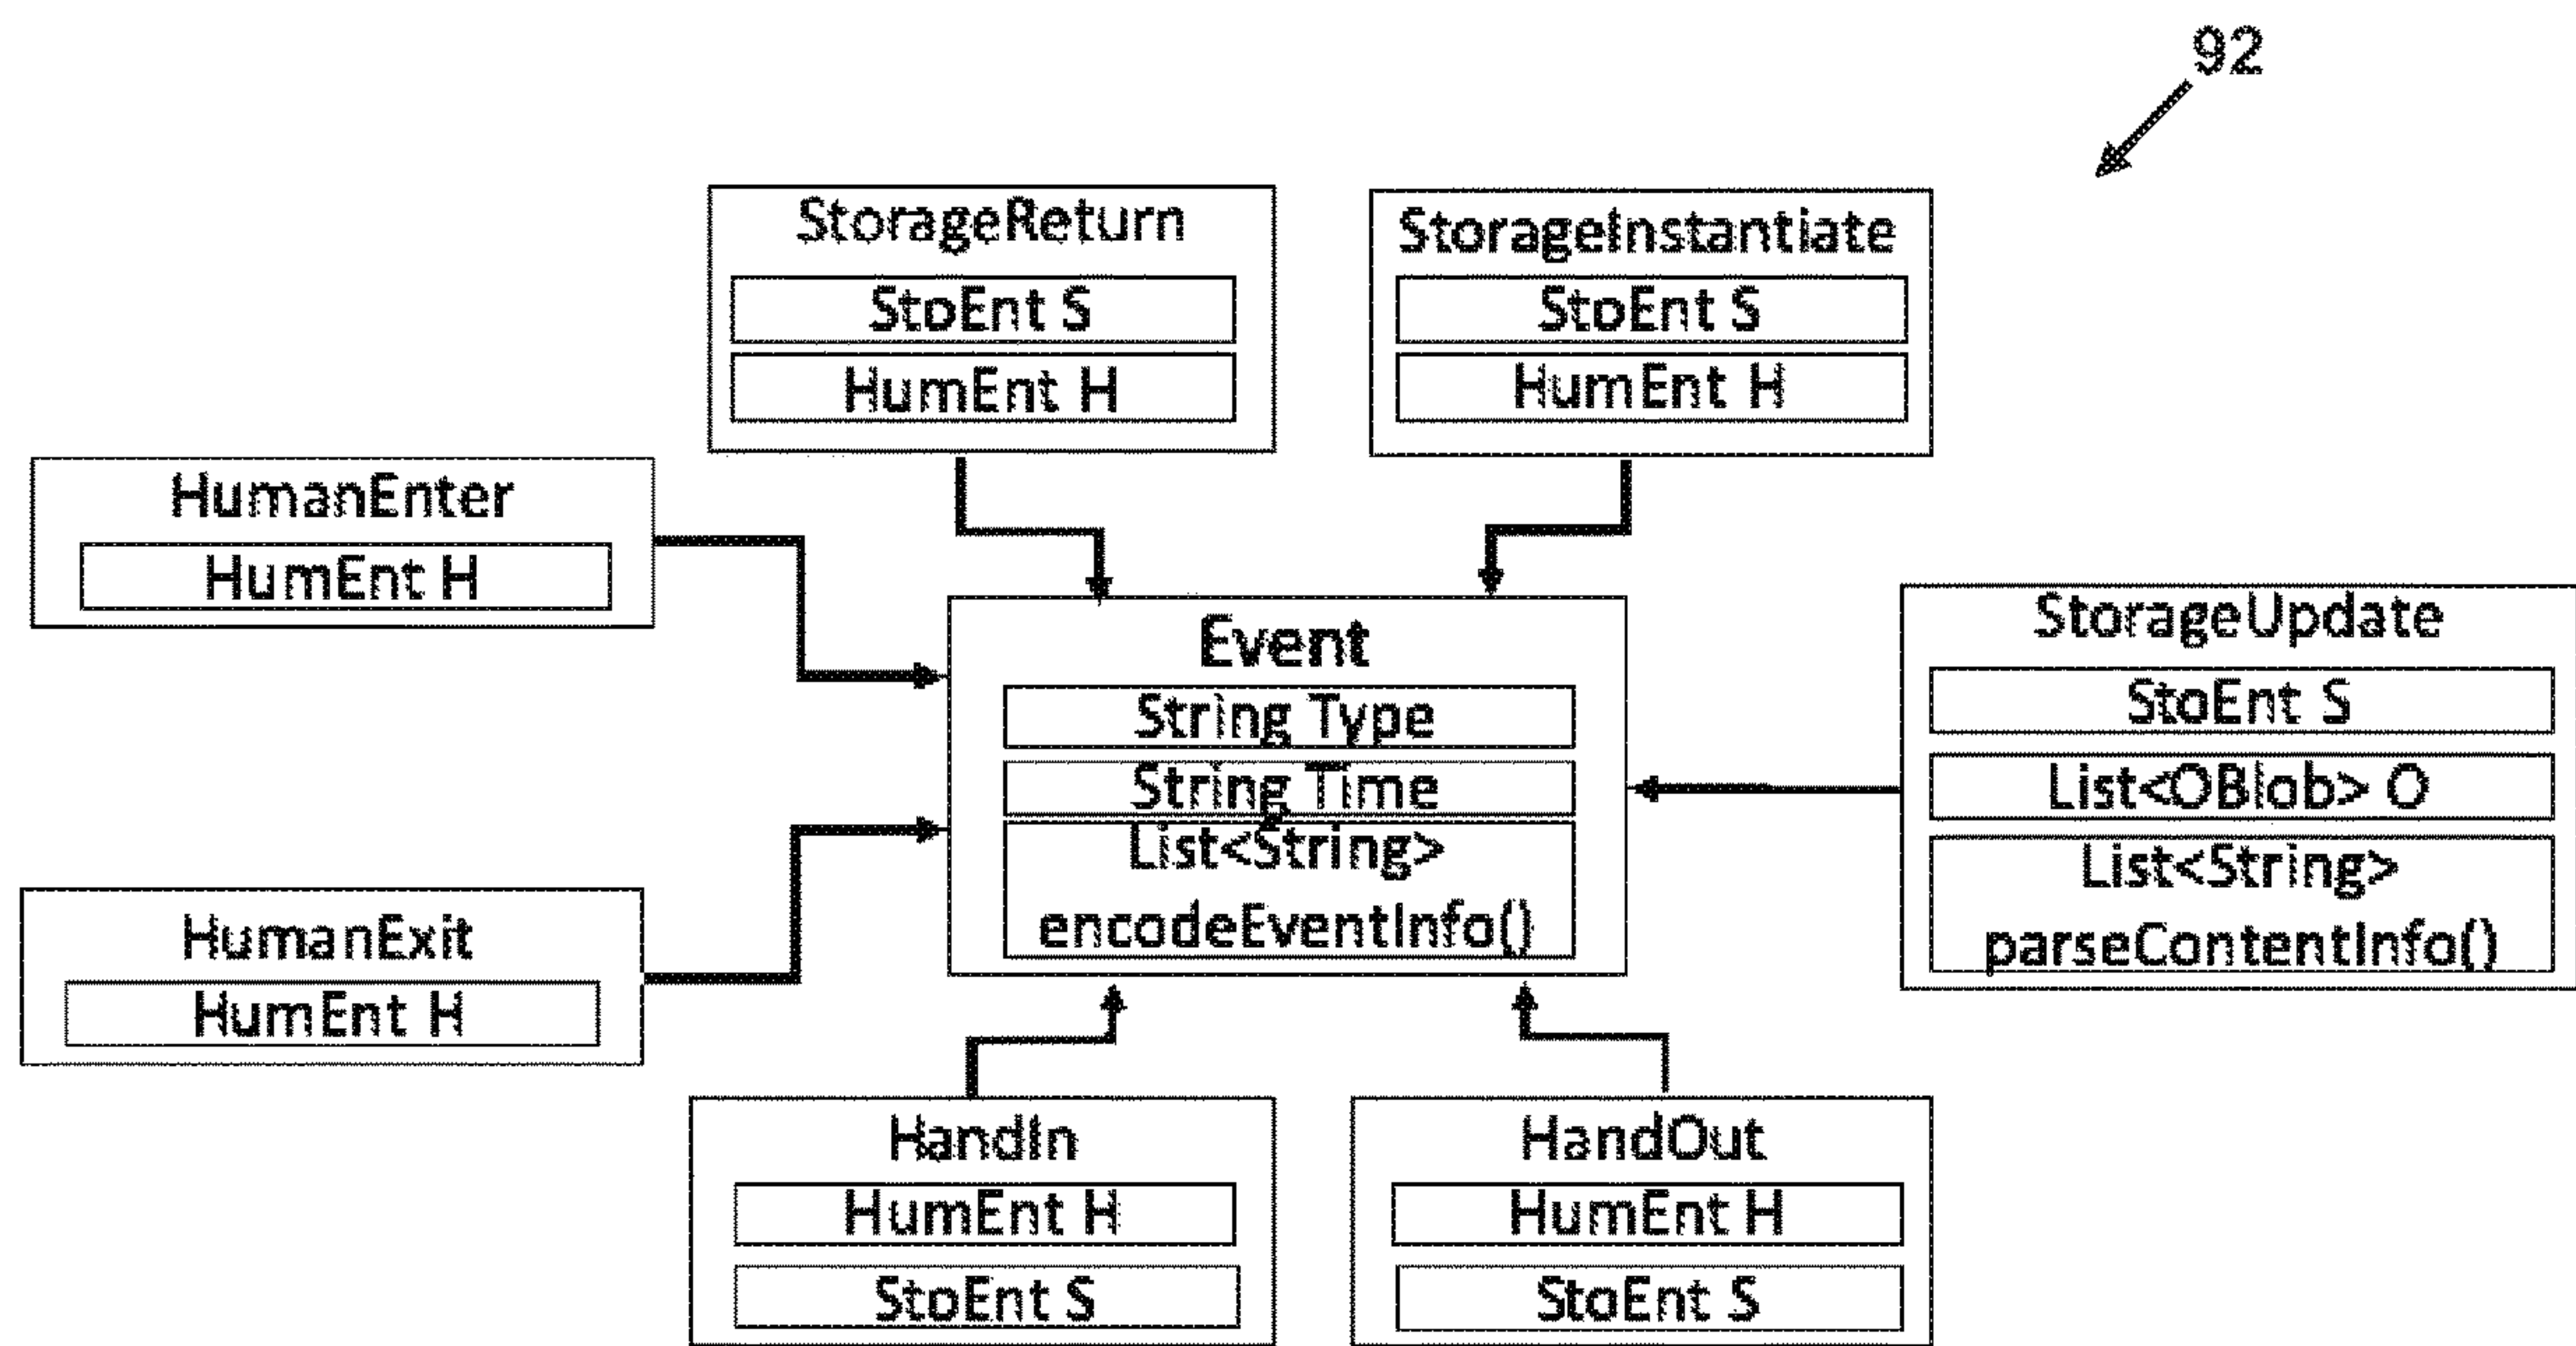 92
StorageReturn
StoEnt S
HumEnt H
StorageInstantiate
StoEnt S
HumEnt H
HumanEnter
HumEnt H
Event
String Type
String Time
List<String>
encodeEventInfo()
StorageUpdate
StoEnt S
List<OBlob> O
List<String>
parseContentInfo()
HumanExit
HumEnt H
HandIn
HumEnt H
StoEnt S
HandOut
HumEnt H
StoEnt S